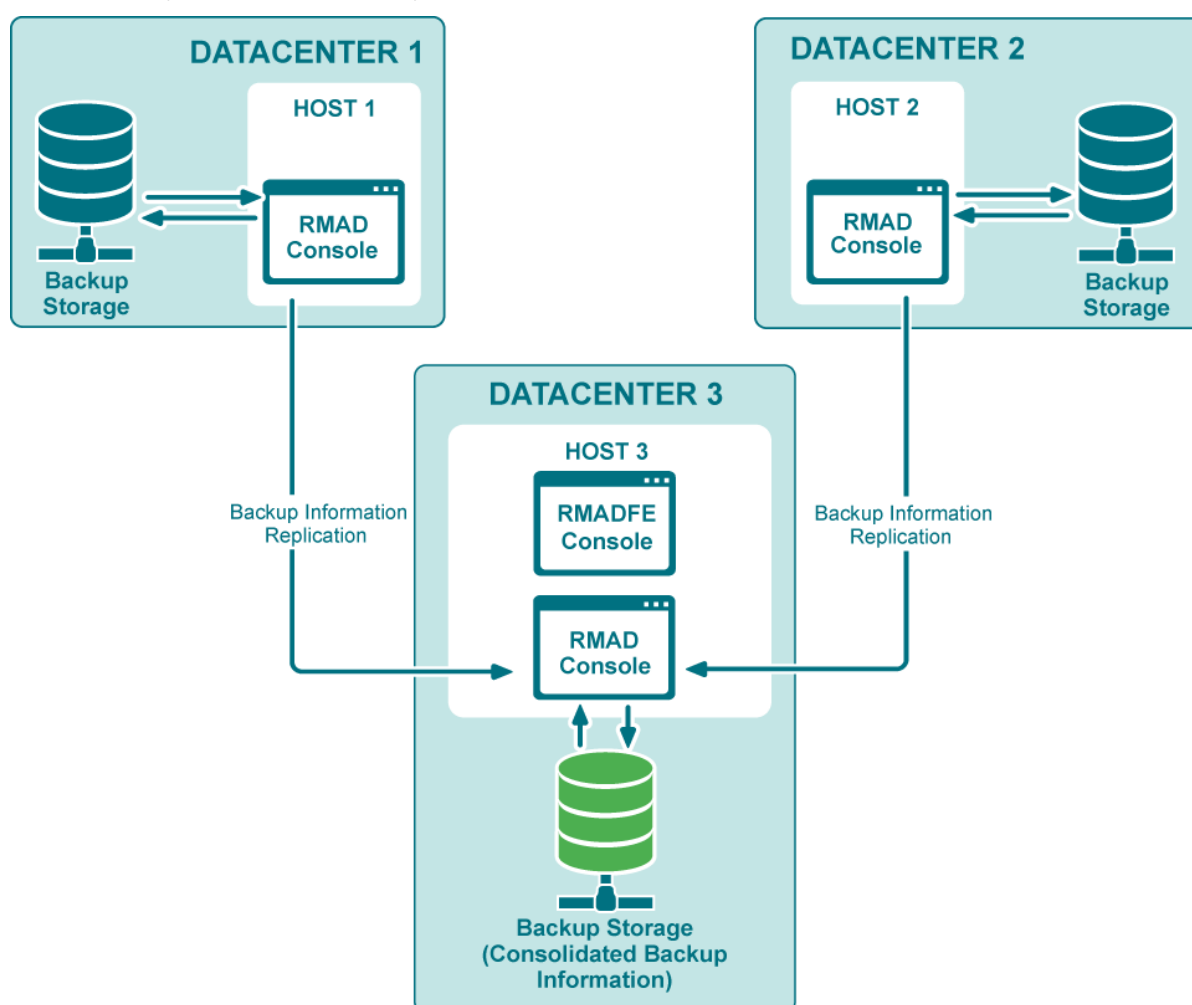 DATACENTER 1
HOST 1
RMAD
Console
Backup
Storage
DATACENTER 2
HOST 2
RMAD
Console
Backup
Storage
Backup Information
Replication
DATACENTER 3
HOST 3
RMADFE
Console
RMAD
Console
Backup Information
Replication
Backup Storage
(Consolidated Backup
Information)